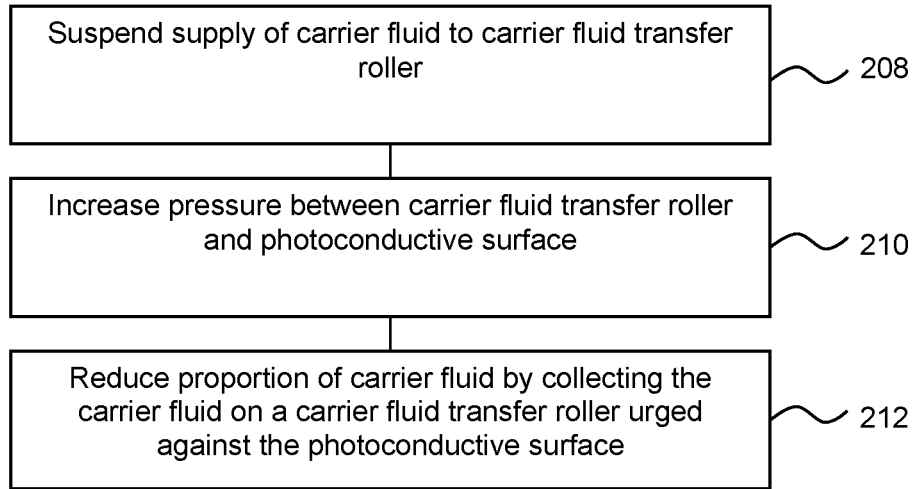 Suspend supply of carrier fluid to carrier fluid transfer
roller
208
Increase pressure between carrier fluid transfer roller
and photoconductive surface
210
Reduce proportion of carrier fluid by collecting the
carrier fluid on a carrier fluid transfer roller urged
against the photoconductive surface
212